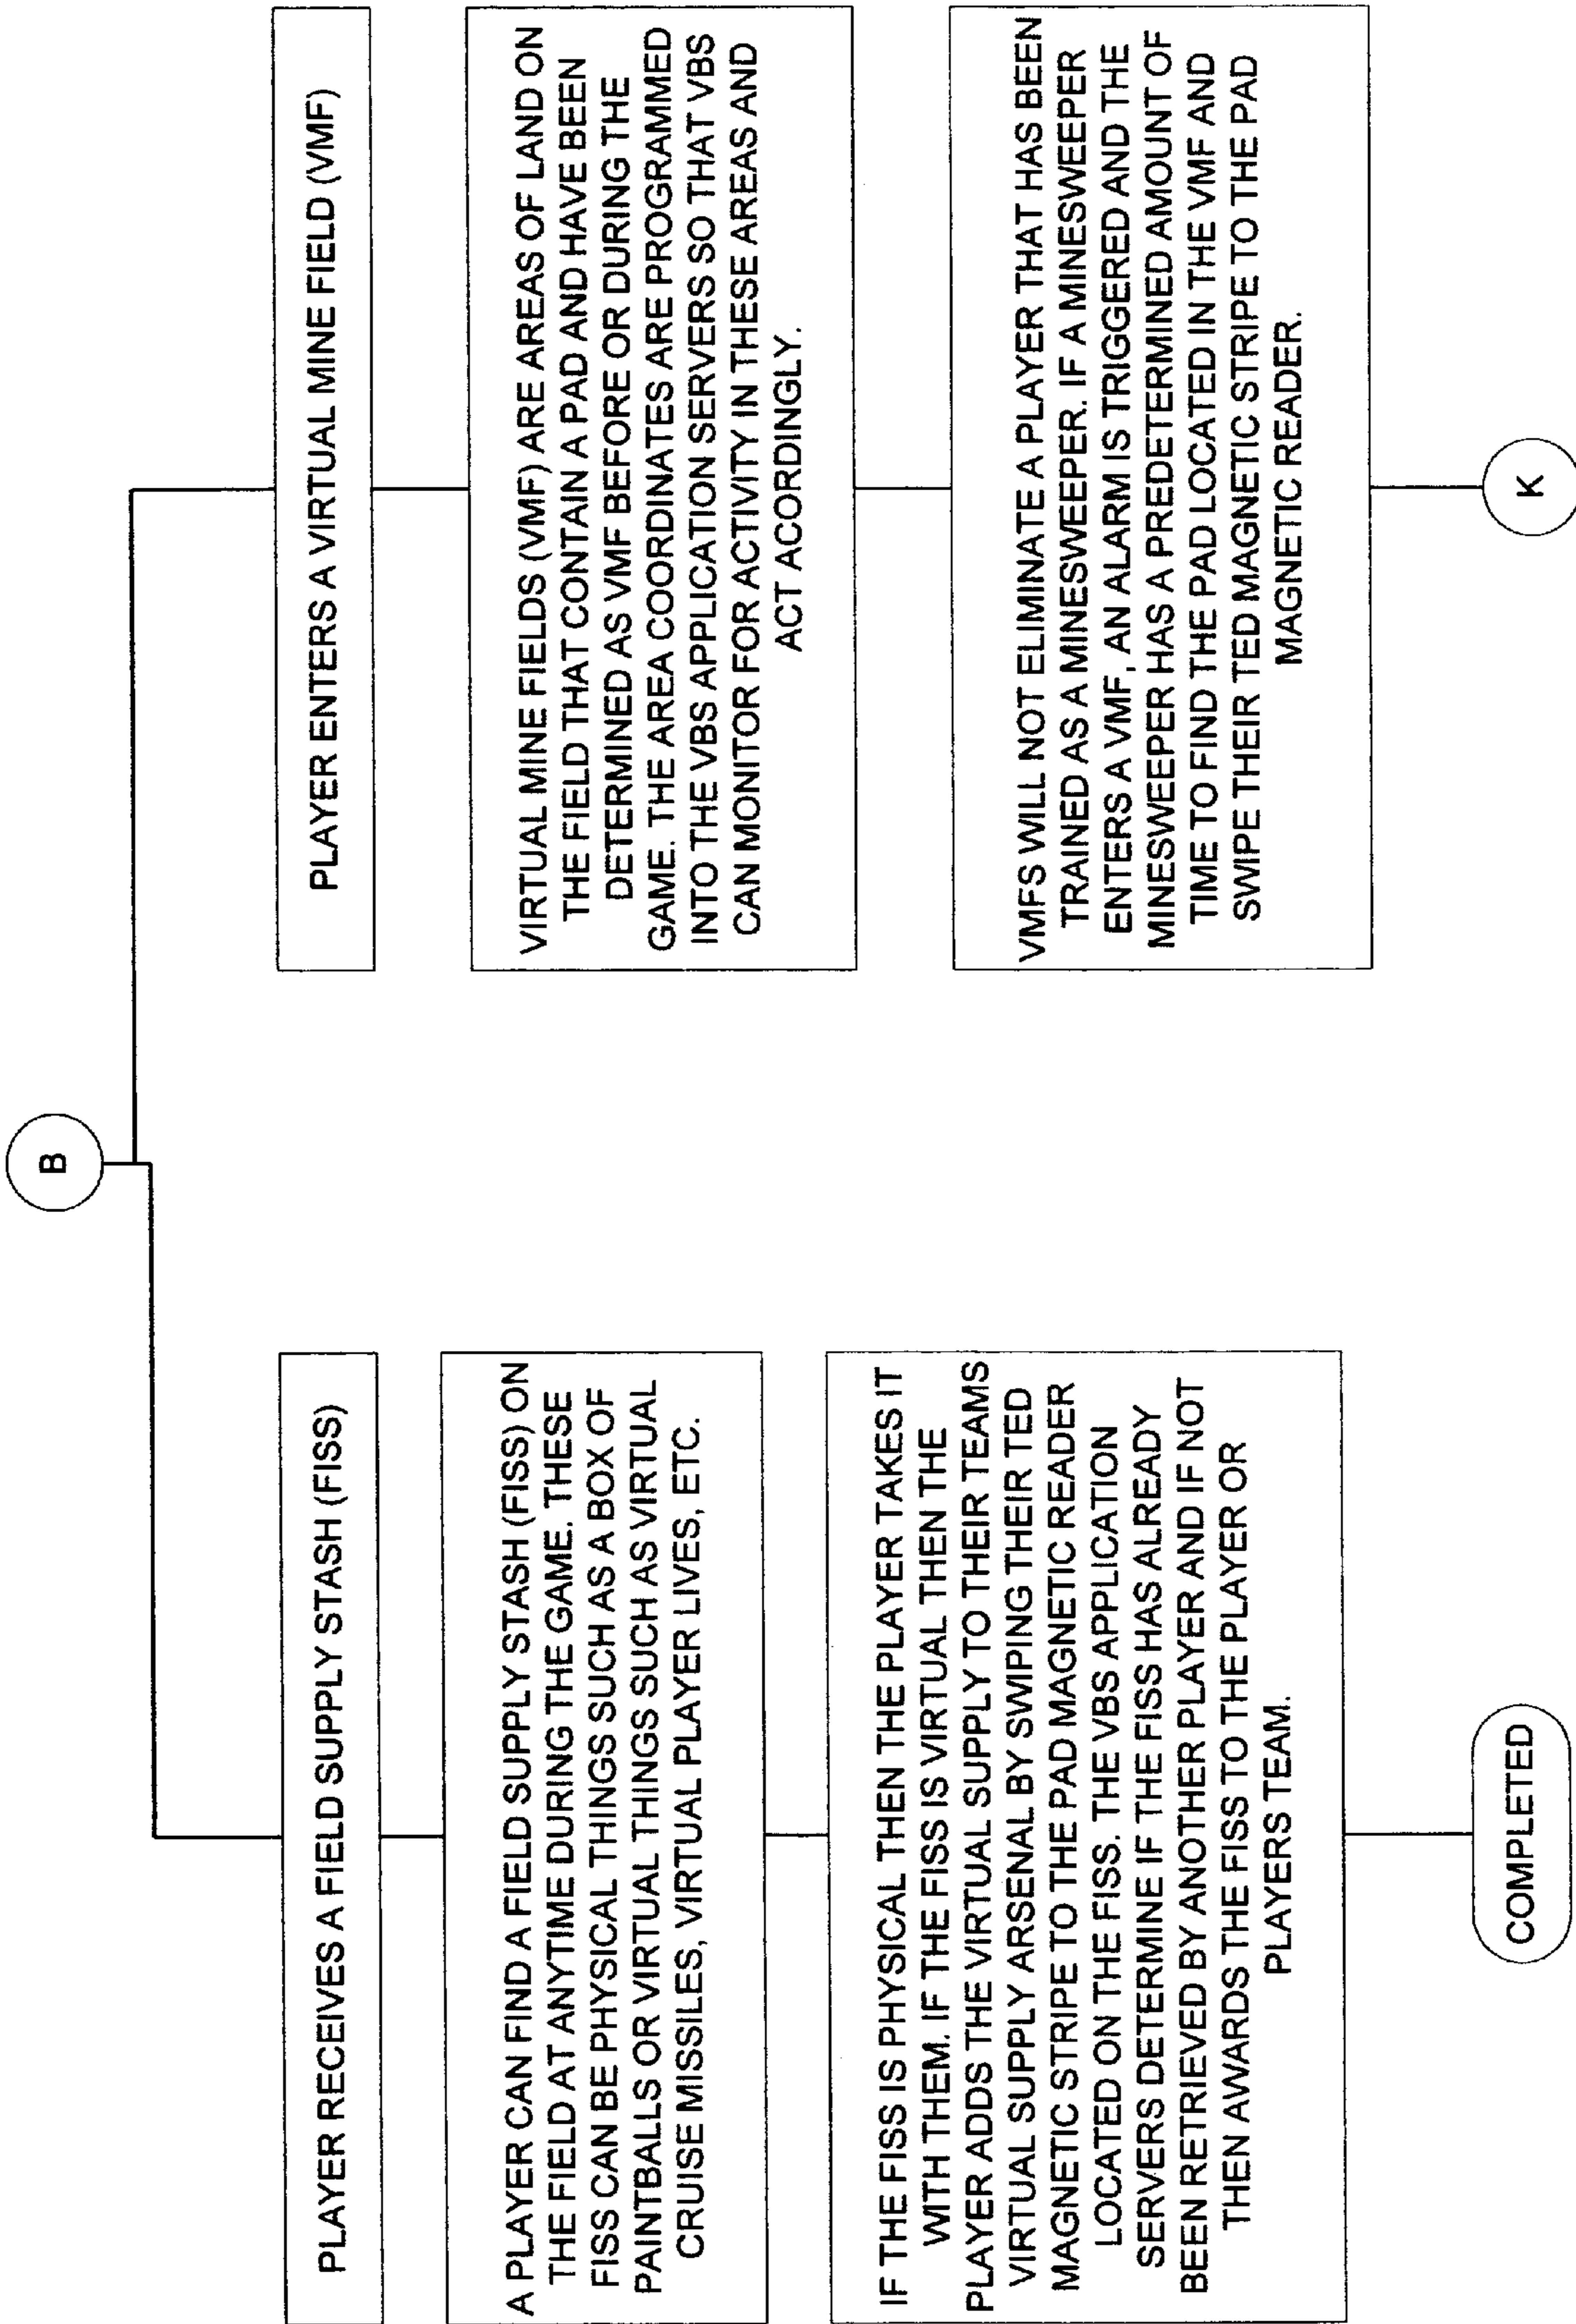 B
PLAYER RECEIVES A FIELD SUPPLY STASH (FISS)
A PLAYER CAN FIND A FIELD SUPPLY STASH (FISS) ON
THE FIELD AT ANYTIME DURING THE GAME. THESE
FISS CAN BE PHYSICAL THINGS SUCH AS A BOX OF
PAINTBALLS OR VIRTUAL THINGS SUCH AS VIRTUAL
CRUISE MISSILES, VIRTUAL PLAYER LIVES, ETC.
IF THE FISS IS PHYSICAL THEN THE PLAYER TAKES IT
WITH THEM. IF THE FISS IS VIRTUAL THEN THE
PLAYER ADDS THE VIRTUAL SUPPLY TO THEIR TEAMS
VIRTUAL SUPPLY ARSENAL BY SWIPING THEIR TED
MAGNETIC STRIPE TO THE PAD MAGNETIC READER
LOCATED ON THE FISS. THE VBS APPLICATION
SERVERS DETERMINE IF THE FISS HAS ALREADY
BEEN RETRIEVED BY ANOTHER PLAYER AND IF NOT
THEN AWARDS THE FISS TO THE PLAYER OR
PLAYERS TEAM.
COMPLETED
PLAYER ENTERS A VIRTUAL MINE FIELD (VMF)
VIRTUAL MINE FIELDS (VMF) ARE AREAS OF LAND ON
THE FIELD THAT CONTAIN A PAD AND HAVE BEEN
DETERMINED AS VMF BEFORE OR DURING THE
GAME. THE AREA COORDINATES ARE PROGRAMMED
INTO THE VBS APPLICATION SERVERS SO THAT VBS
CAN MONITOR FOR ACTIVITY IN THESE AREAS AND
ACT ACORDINGLY.
VMFS WILL NOT ELIMINATE A PLAYER THAT HAS BEEN
TRAINED AS A MINESWEEPER. IF A MINESWEEPER
ENTERS A VMF, AN ALARM IS TRIGGERED AND THE
MINESWEEPER HAS A PREDETERMINED AMOUNT OF
TIME TO FIND THE PAD LOCATED IN THE VMF AND
SWIPE THEIR TED MAGNETIC STRIPE TO THE PAD
MAGNETIC READER.
K